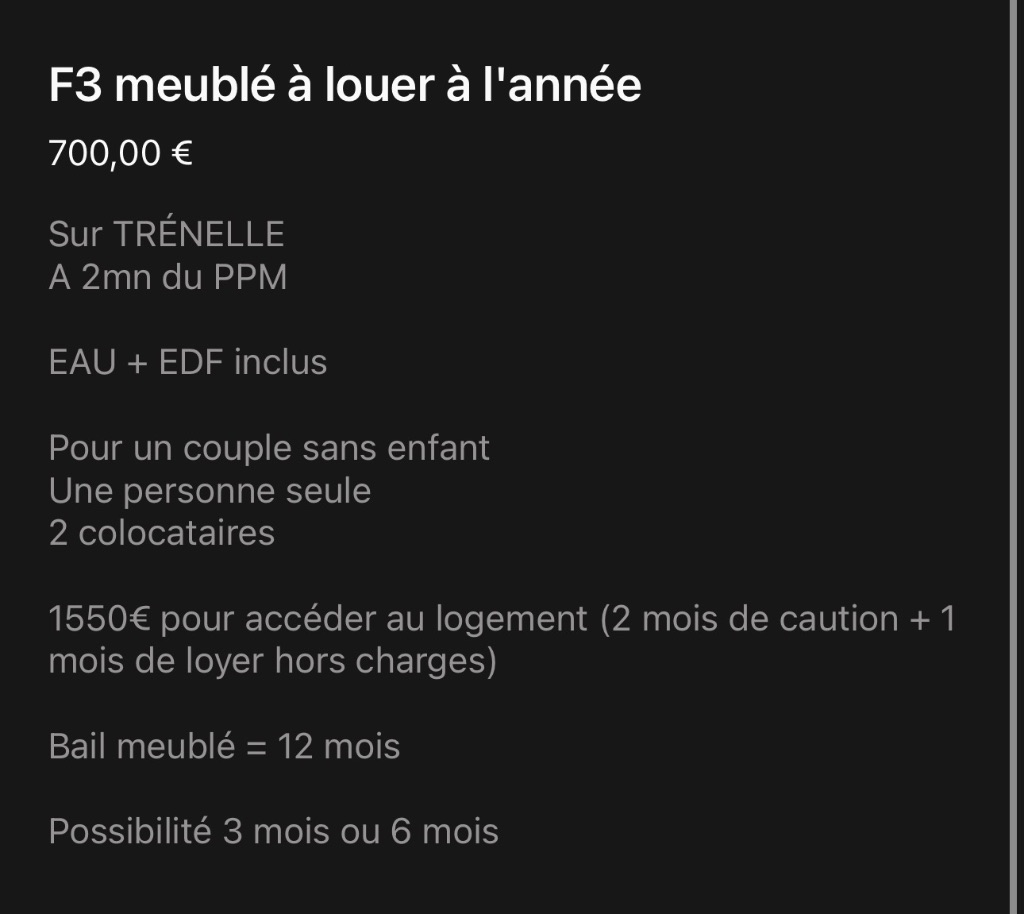 F3 meublé à louer à l'année
700,00 €
Sur TRÉNELLE
A 2mn du PPM
EAU + EDF inclus
Pour un couple sans enfant
Une personne seule
2 colocataires
1550€ pour accéder au logement (2 mois de caution + 1
mois de loyer hors charges)
Bail meublé = 12 mois
Possibilité 3 mois ou 6 mois